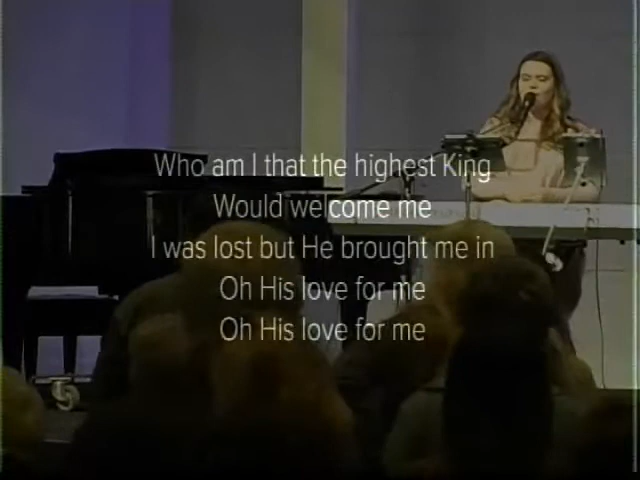 Who am I that the highest King
Would welcome me
I was lost but He brought me in
Oh His love for me
Oh His love for me